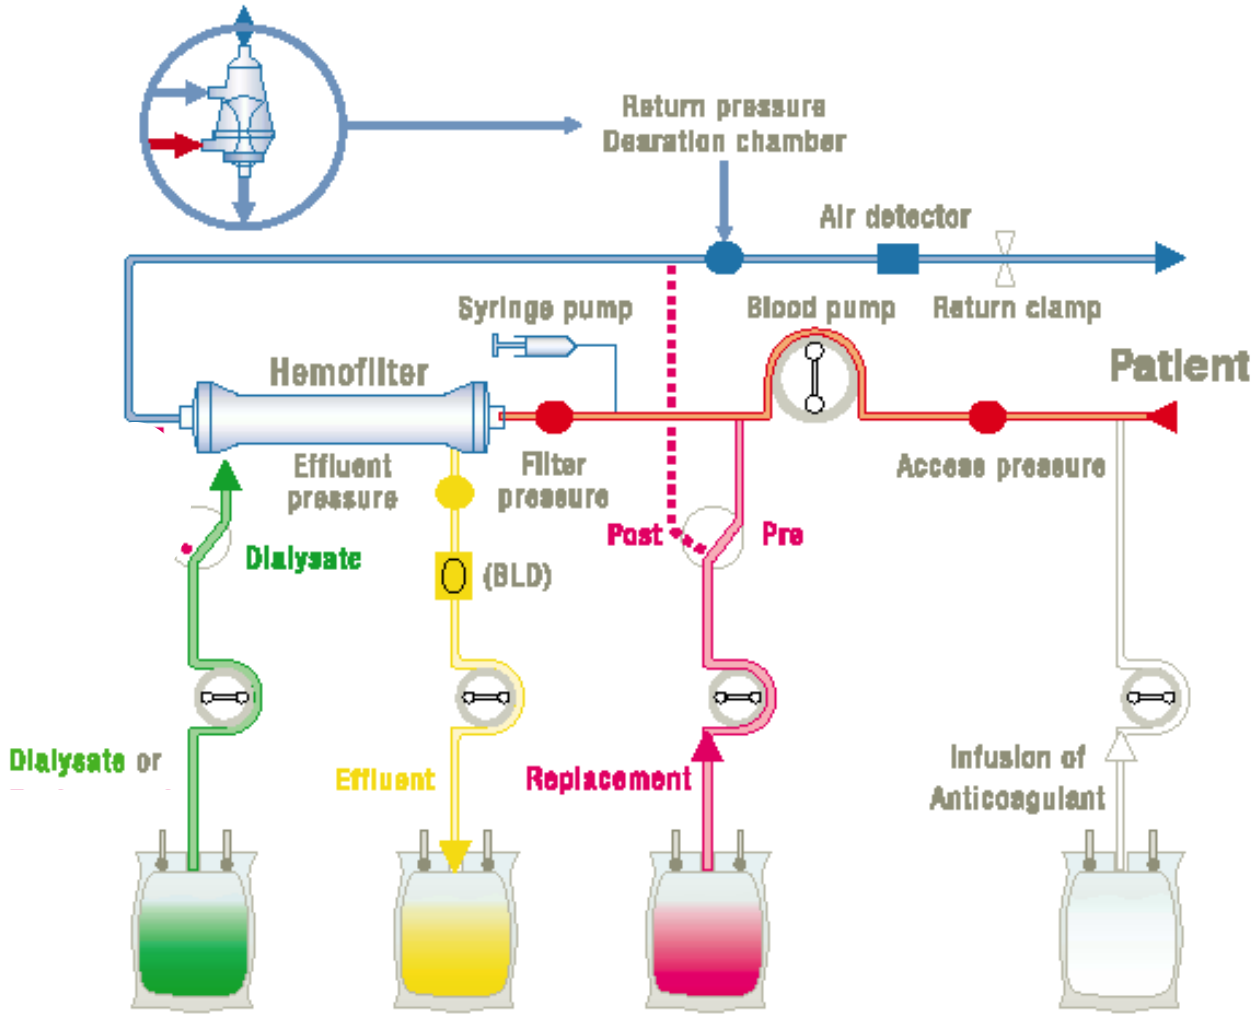 Return pressure
Dearation chamber
Air detector
Syringe pump
Blood pump
Return clamp
Hemofilter
Patient
Effluent
pressure
Filter
pressure
Access pressure
Dialysate
(BLD)
Post
Pre
Dialysate or
Effluent
Replacement
Infusion of
Anticoagulant